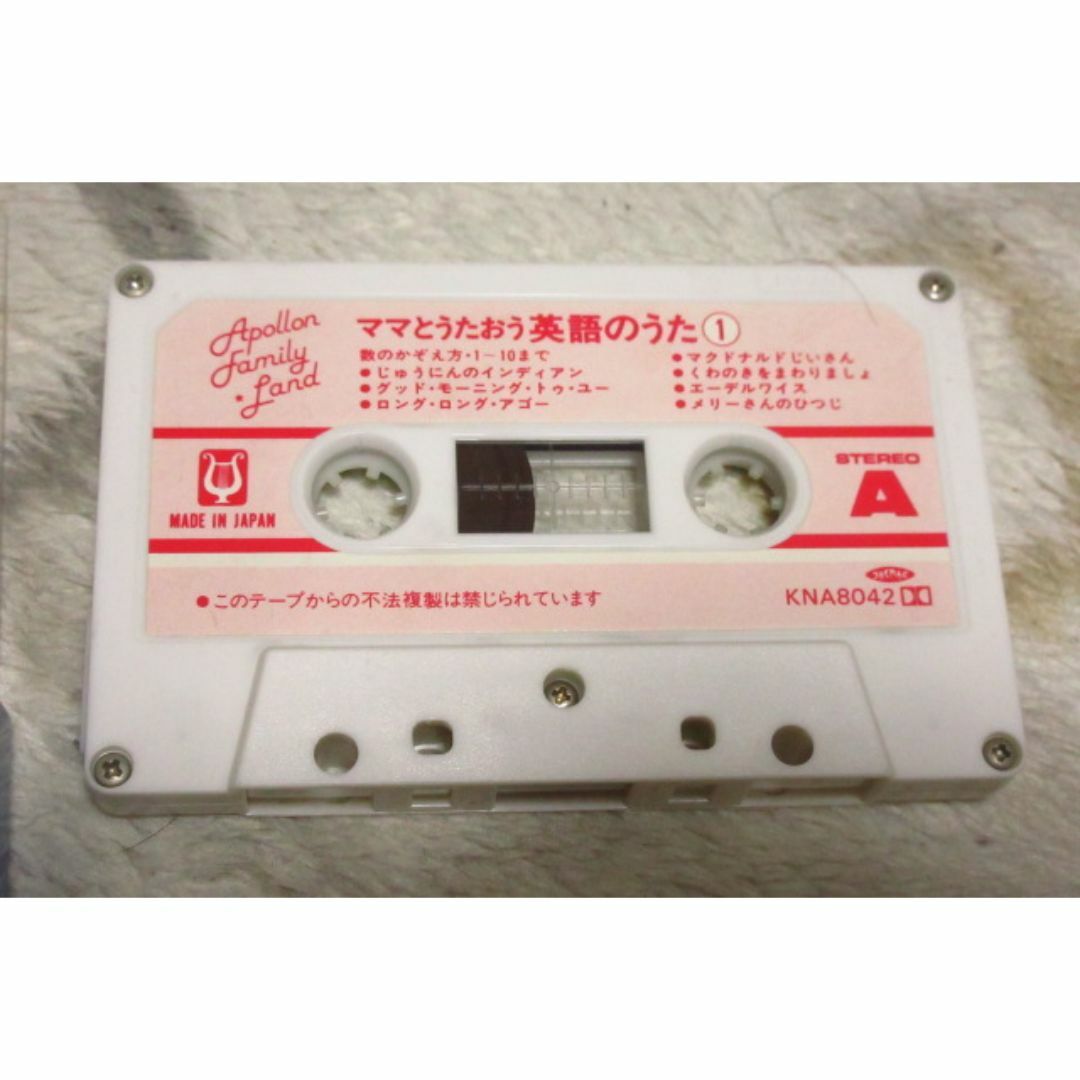 Apollon
Family
Land
ママとうたおう英語のうた①
数のかぞえ方・1~10まで
●じゅうにんのインディアン
●グッド・モーニング・トゥ・ユー
●ロング・ロング・アゴー
●マクドナルドじいさん
●くわのきをまわりましょ
●エーデルワイス
●メリーさんのひつじ
MADE IN JAPAN
STEREO
A
●このテープからの不法複製は禁じられています
KNA8042